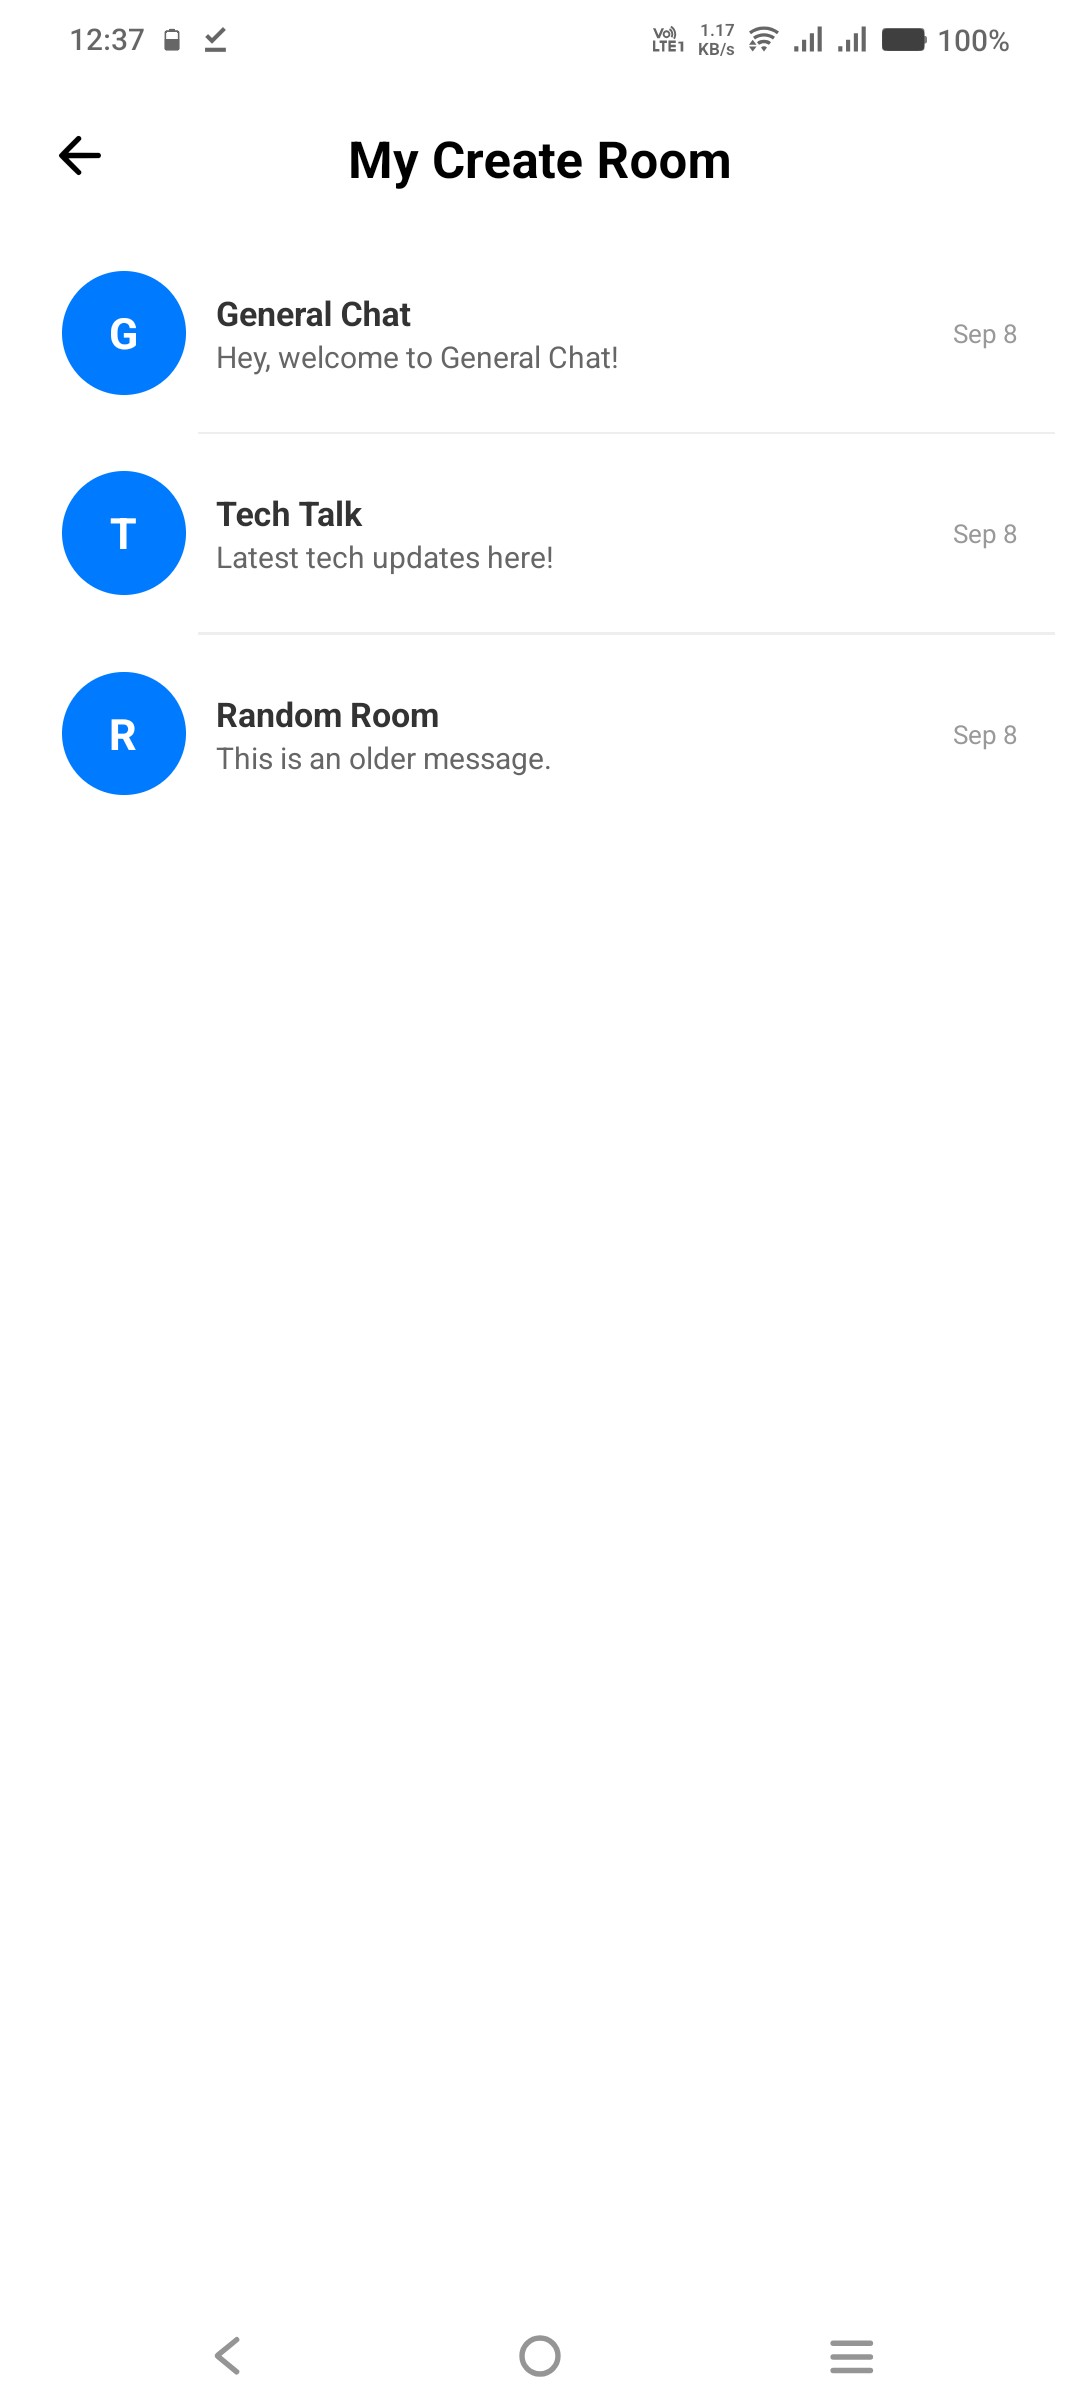 12:37
Vo)) LTE1
1.17 KB/s
100%
My Create Room
G
General Chat
Hey, welcome to General Chat!
Sep 8
T
Tech Talk
Latest tech updates here!
Sep 8
R
Random Room
This is an older message.
Sep 8